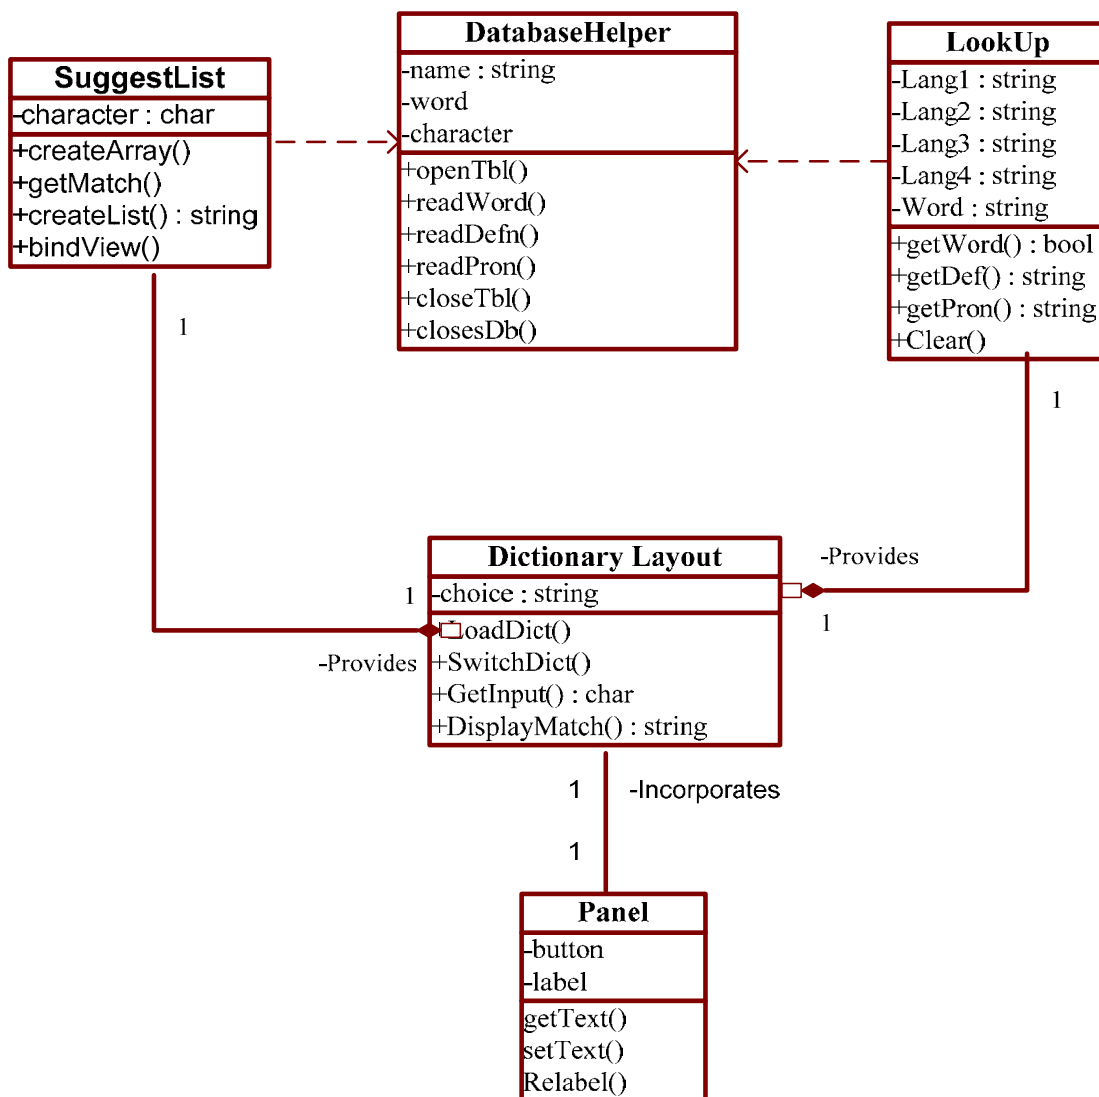 SuggestList
-character : char
+createArray()
+getMatch()
+createList() : string
+bindView()
DatabaseHelper
-name : string
-word
-character
+openTbl()
+readWord()
+readDefn()
+readPron()
+closeTbl()
+closesDb()
LookUp
-Lang1 : string
-Lang2 : string
-Lang3 : string
-Lang4 : string
-Word : string
+getWord() : bool
+getDef() : string
+getPron() : string
+Clear()
1
1
-Provides
1
1
-Provides
Dictionary Layout
-choice : string
LoadDict()
+SwitchDict()
+GetInput() : char
+DisplayMatch() : string
1
-Incorporates
1
Panel
-button
-label
getText()
setText()
Relabel()